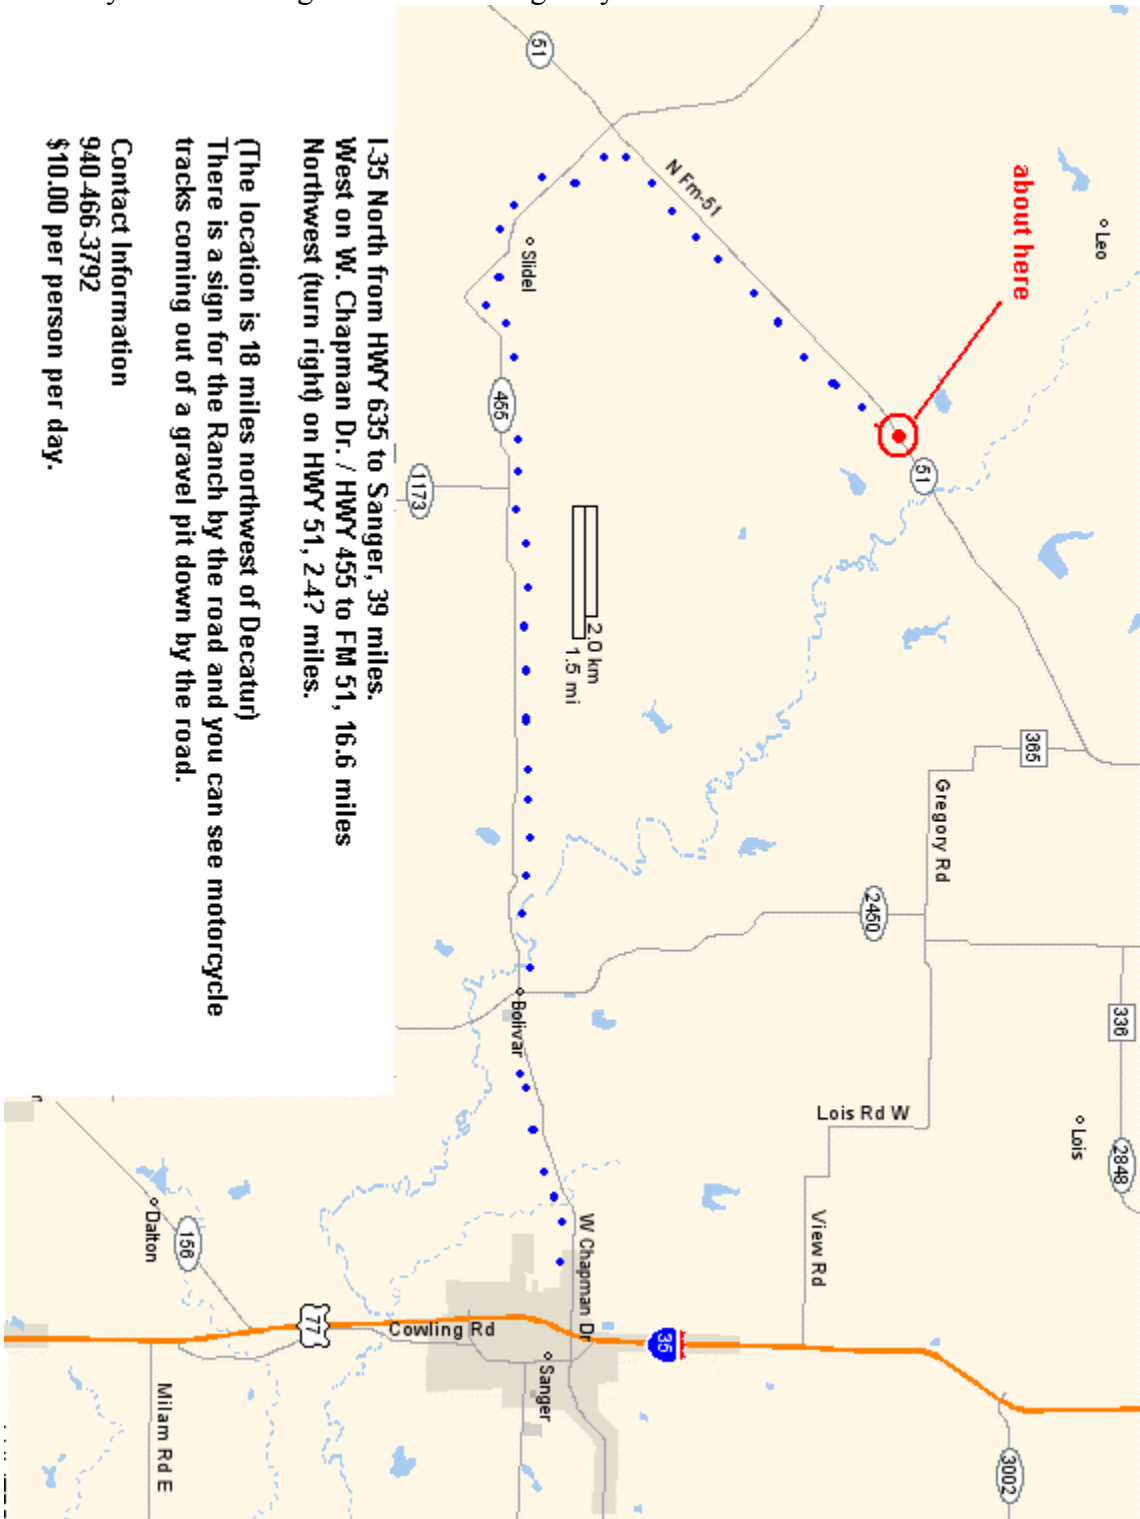 51
N Fm-51
about here
Leo
Slidel
455
1173
51
2.0 km
1.5 mi
365
Gregory Rd
2450
Bolivar
336
Lois Rd W
Lois
2848
View Rd
W Chapman Dr
Dalton
156
77
Cowling Rd
35
Sanger
Milam Rd E
3002
I-35 North from HWY 635 to Sanger, 39 miles.
West on W. Chapman Dr. / HWY 455 to FM 51, 16.6 miles
Northwest (turn right) on HWY 51, 2-4? miles.
(The location is 18 miles northwest of Decatur)
There is a sign for the Ranch by the road and you can see motorcycle
tracks coming out of a gravel pit down by the road.
Contact Information
940-466-3792
$10.00 per person per day.